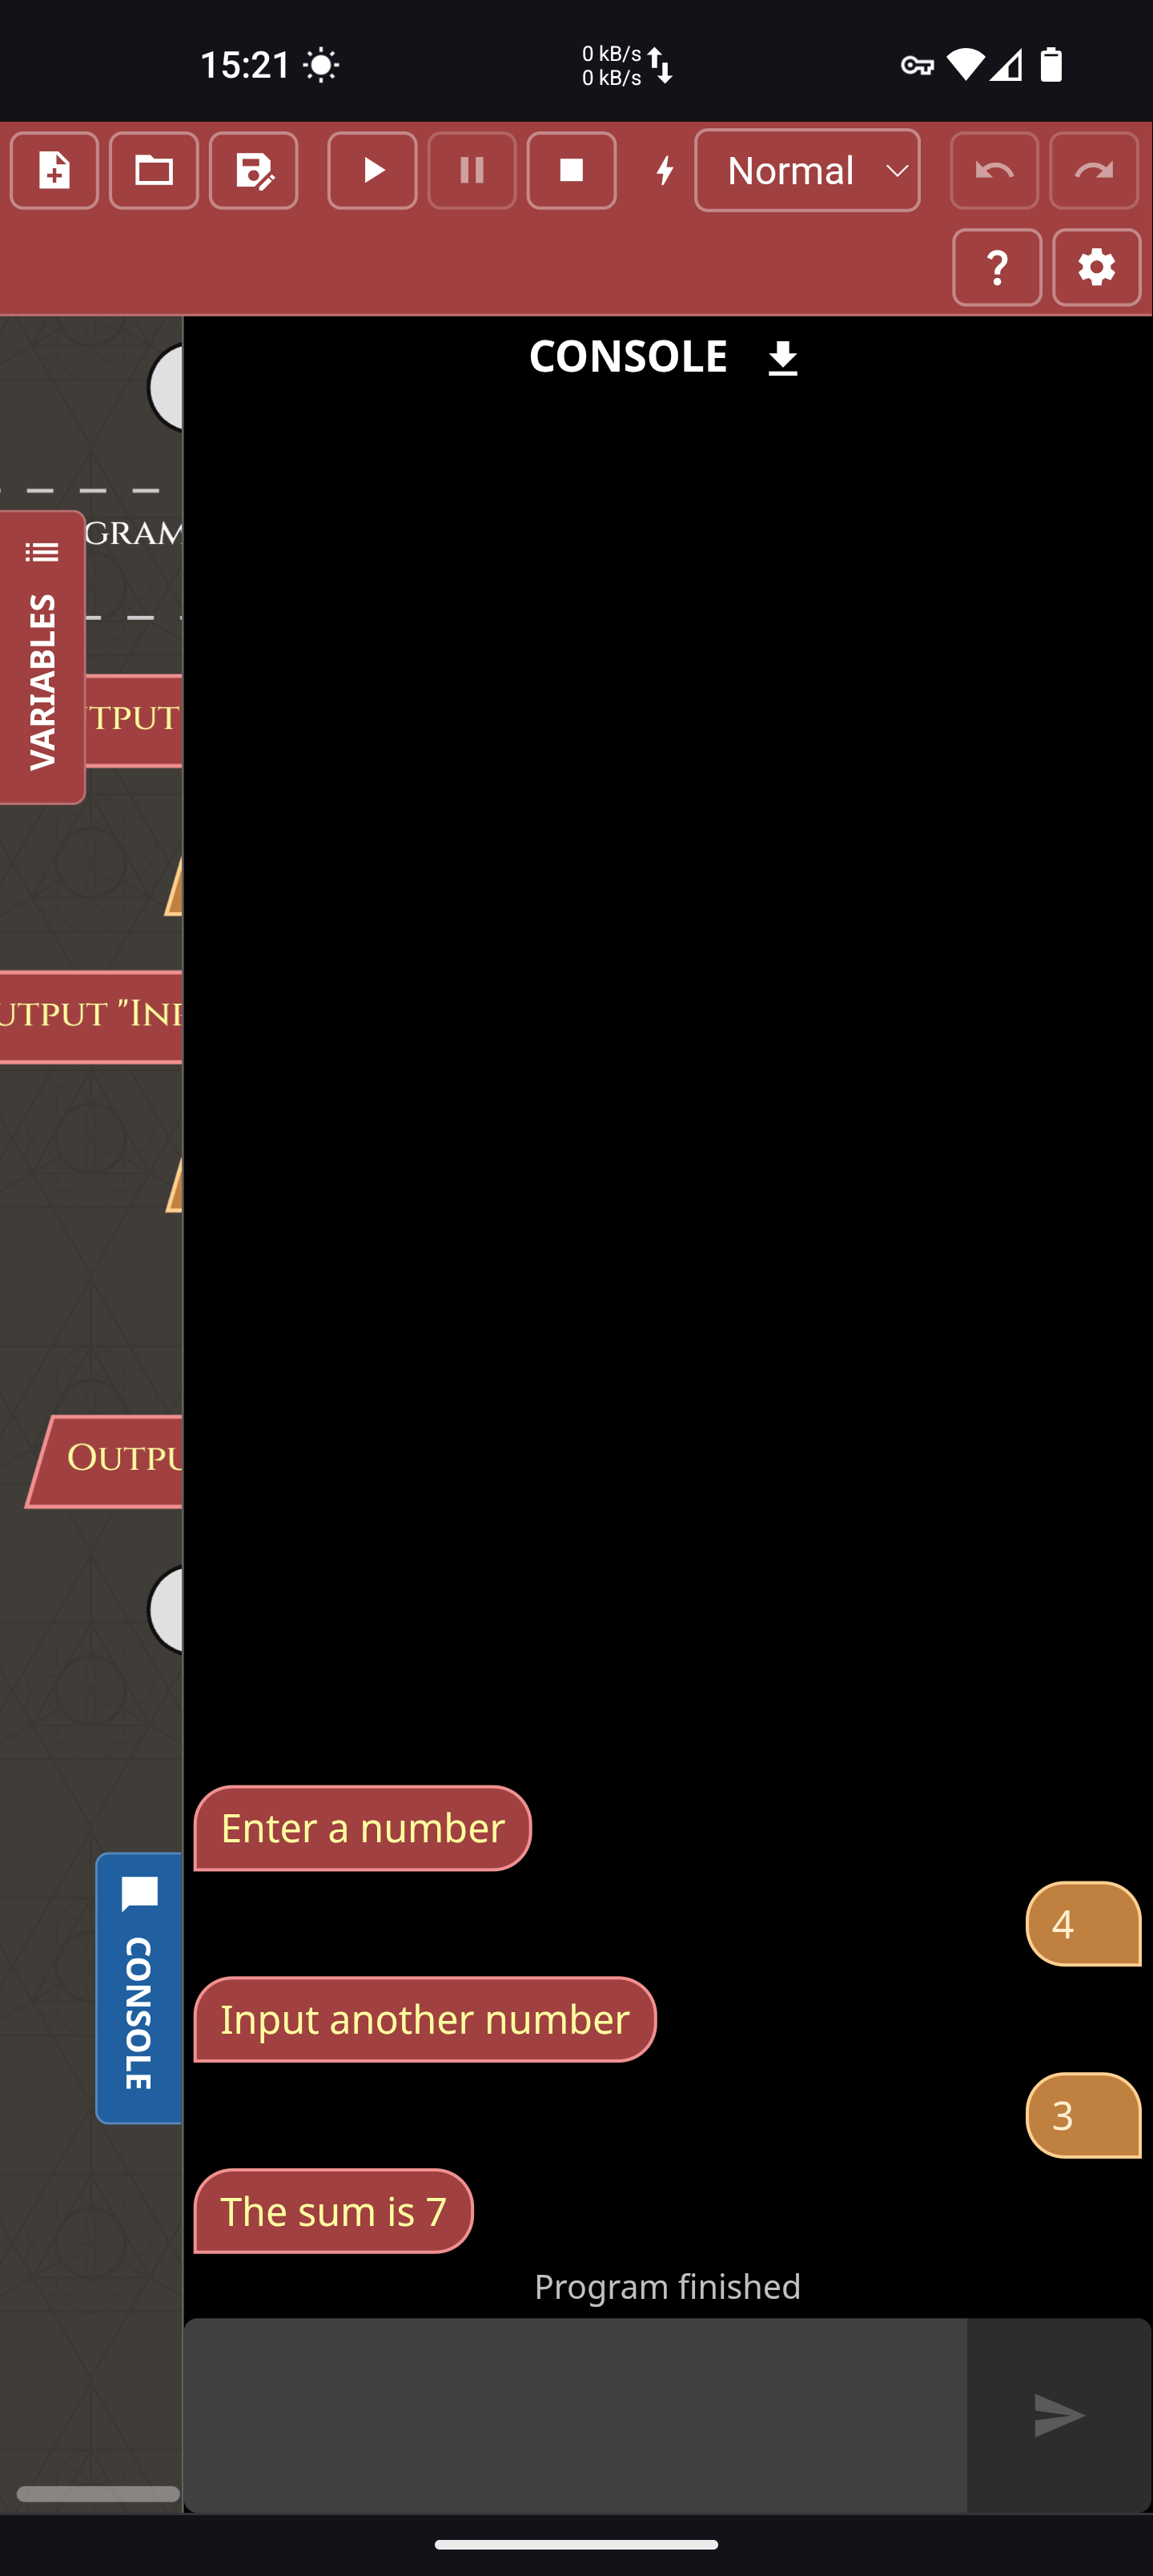 15:21
0 kB/s
0 kB/s
Normal
?
CONSOLE
GRAM
VARIABLES
TPUT
UTPUT "INP
OUTPU
Enter a number
4
CONSOLE
Input another number
3
The sum is 7
Program finished